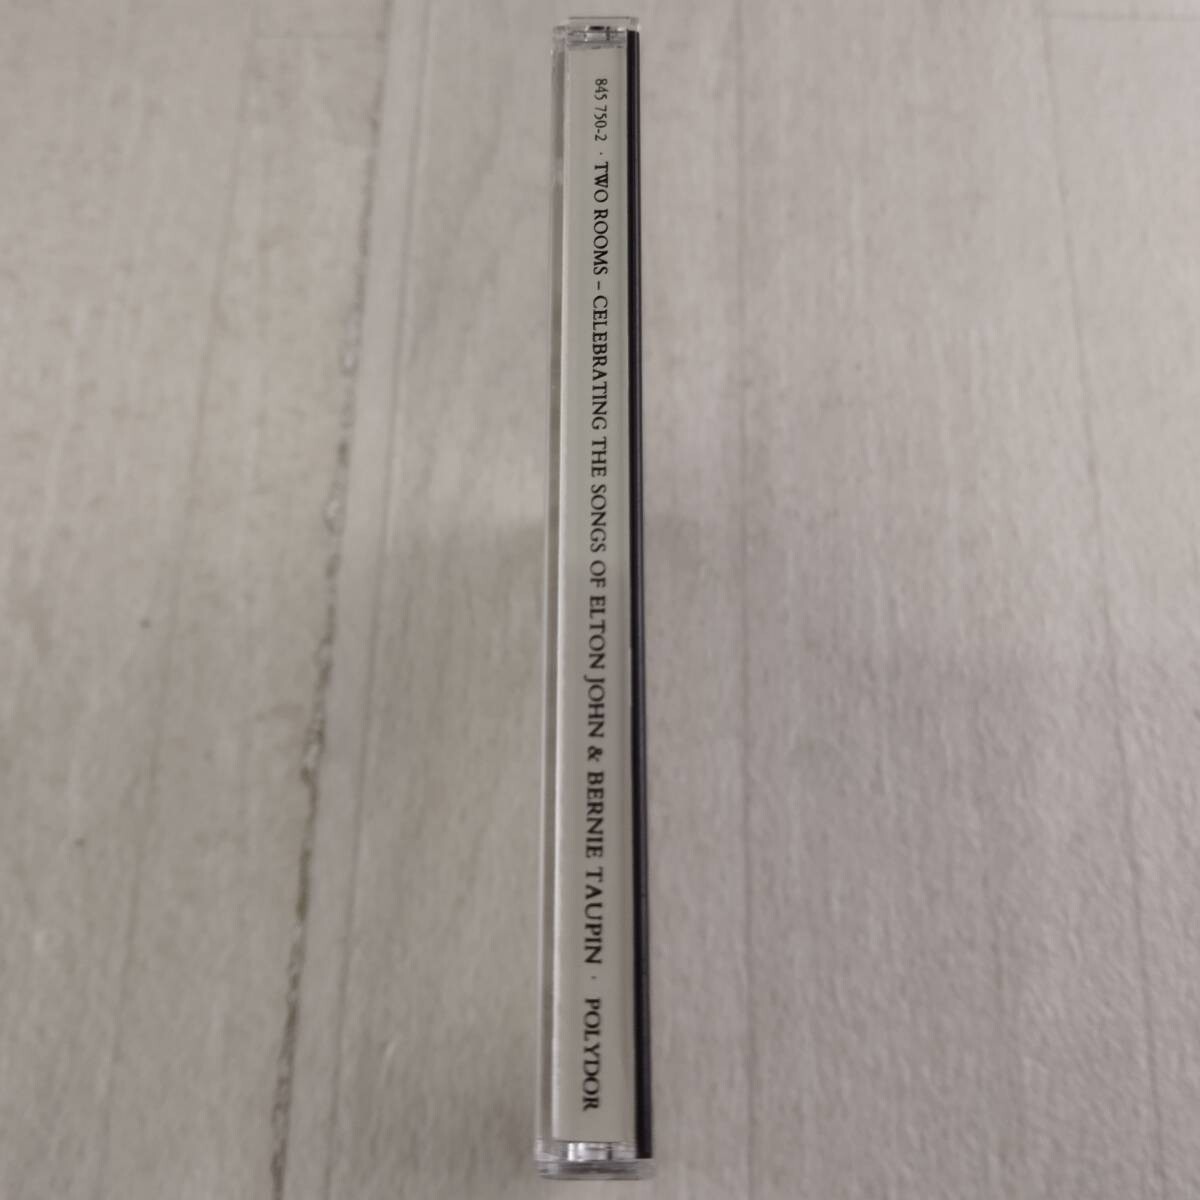 845 750-2 · TWO ROOMS – CELEBRATING THE SONGS OF ELTON JOHN & BERNIE TAUPIN · POLYDOR